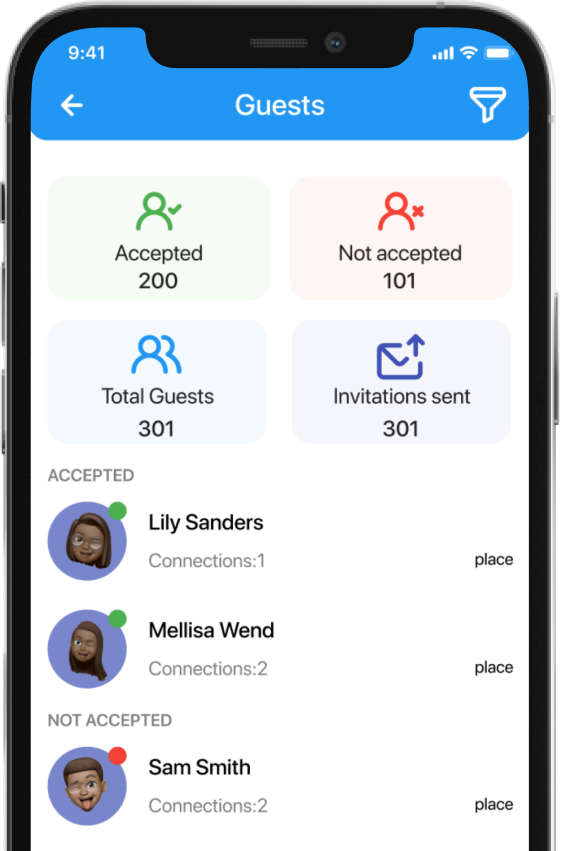 9:41
Guests
Accepted
200
Not accepted
101
Total Guests
301
Invitations sent
301
ACCEPTED
Lily Sanders
Connections:1
place
Mellisa Wend
Connections:2
place
NOT ACCEPTED
Sam Smith
Connections:2
place